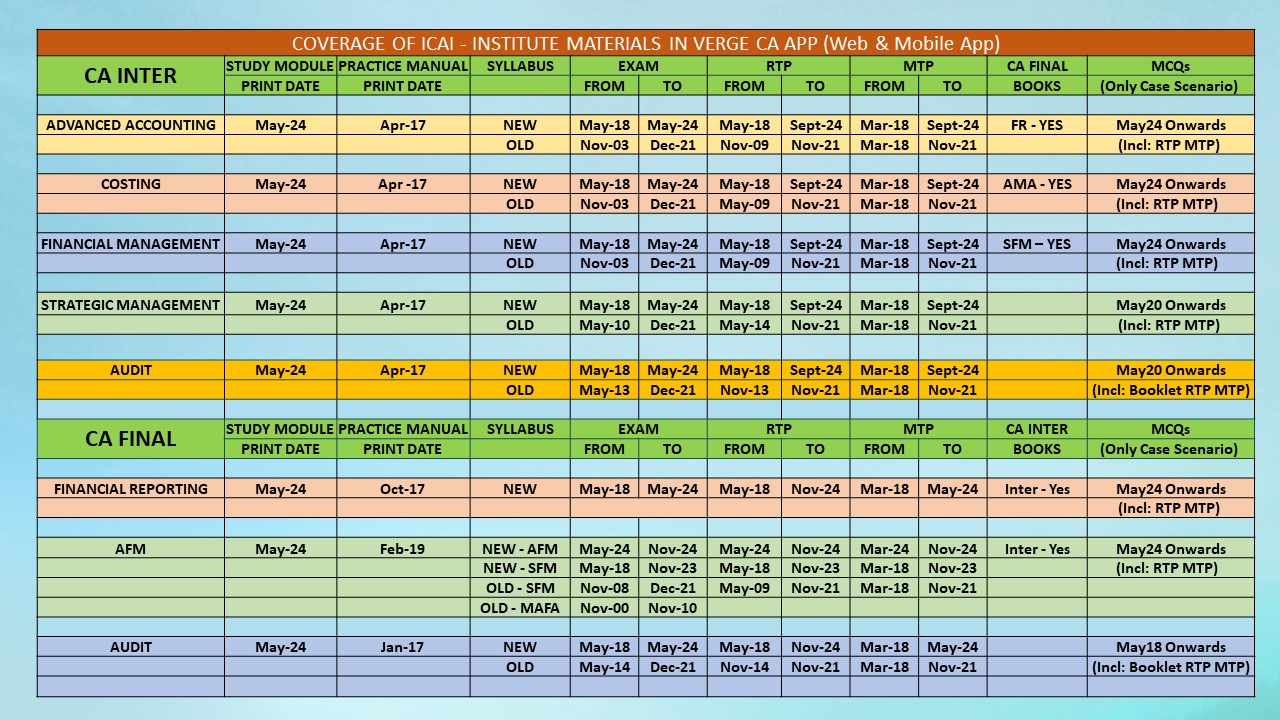 COVERAGE OF ICAI - INSTITUTE MATERIALS IN VERGE CA APP (Web & Mobile App)
CA INTER STUDY MODULE PRACTICE MANUAL SYLLABUS EXAM RTP MTP CA FINAL MCQs
PRINT DATE PRINT DATE FROM TO FROM TO FROM TO BOOKS (Only Case Scenario)
ADVANCED ACCOUNTING May-24 Apr-17 NEW May-18 May-24 May-18 Sept-24 Mar-18 Sept-24 FR - YES May24 Onwards
OLD Nov-03 Dec-21 Nov-09 Nov-21 Mar-18 Nov-21 (Incl: RTP MTP)
COSTING May-24 Apr -17 NEW May-18 May-24 May-18 Sept-24 Mar-18 Sept-24 AMA - YES May24 Onwards
OLD Nov-03 Dec-21 May-09 Nov-21 Mar-18 Nov-21 (Incl: RTP MTP)
FINANCIAL MANAGEMENT May-24 Apr-17 NEW May-18 May-24 May-18 Sept-24 Mar-18 Sept-24 SFM – YES May24 Onwards
OLD Nov-03 Dec-21 May-09 Nov-21 Mar-18 Nov-21 (Incl: RTP MTP)
STRATEGIC MANAGEMENT May-24 Apr-17 NEW May-18 May-24 May-18 Sept-24 Mar-18 Sept-24 May20 Onwards
OLD May-10 Dec-21 May-14 Nov-21 Mar-18 Nov-21 (Incl: RTP MTP)
AUDIT May-24 Apr-17 NEW May-18 May-24 May-18 Sept-24 Mar-18 Sept-24 May20 Onwards
OLD May-13 Dec-21 Nov-13 Nov-21 Mar-18 Nov-21 (Incl: Booklet RTP MTP)
CA FINAL STUDY MODULE PRACTICE MANUAL SYLLABUS EXAM RTP MTP CA INTER MCQs
PRINT DATE PRINT DATE FROM TO FROM TO FROM TO BOOKS (Only Case Scenario)
FINANCIAL REPORTING May-24 Oct-17 NEW May-18 May-24 May-18 Nov-24 Mar-18 May-24 Inter - Yes May24 Onwards
(Incl: RTP MTP)
AFM May-24 Feb-19 NEW - AFM May-24 Nov-24 May-24 Nov-24 Mar-24 Nov-24 Inter - Yes May24 Onwards
NEW - SFM May-18 Nov-23 May-18 Nov-23 Mar-18 Nov-23 (Incl: RTP MTP)
OLD - SFM Nov-08 Dec-21 May-09 Nov-21 Mar-18 Nov-21
OLD - MAFA Nov-00 Nov-10
AUDIT May-24 Jan-17 NEW May-18 May-24 May-18 Nov-24 Mar-18 May-24 May18 Onwards
OLD May-14 Dec-21 Nov-14 Nov-21 Mar-18 Nov-21 (Incl: Booklet RTP MTP)